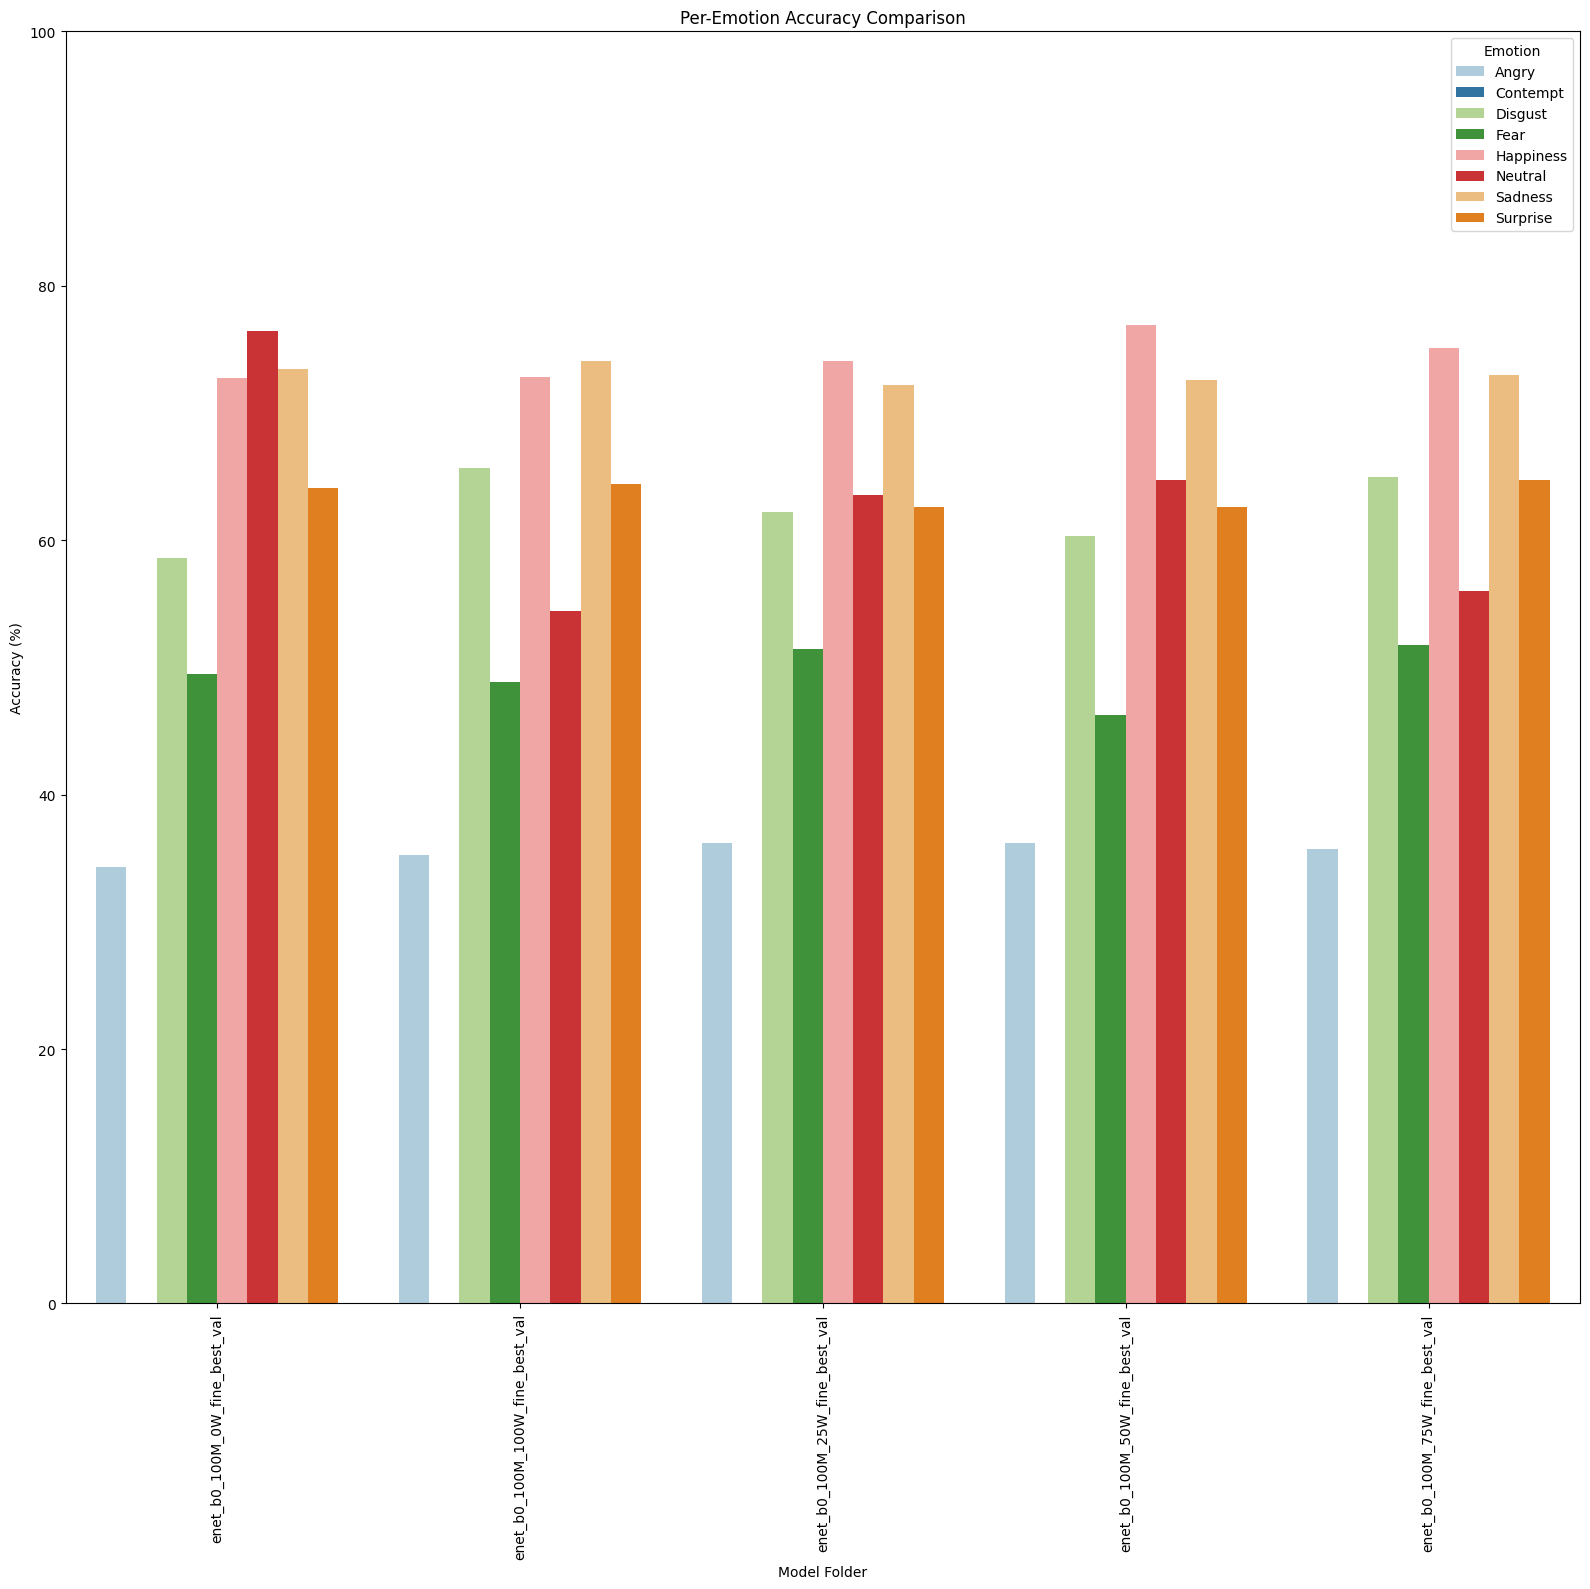 Per-Emotion Accuracy Comparison
Emotion
Angry
Contempt
Disgust
Fear
Happiness
Neutral
Sadness
Surprise
Accuracy (%)
100
80
60
40
20
0
enet_b0_100M_0W_fine_best_val
enet_b0_100M_100W_fine_best_val
enet_b0_100M_25W_fine_best_val
enet_b0_100M_50W_fine_best_val
enet_b0_100M_75W_fine_best_val
Model Folder